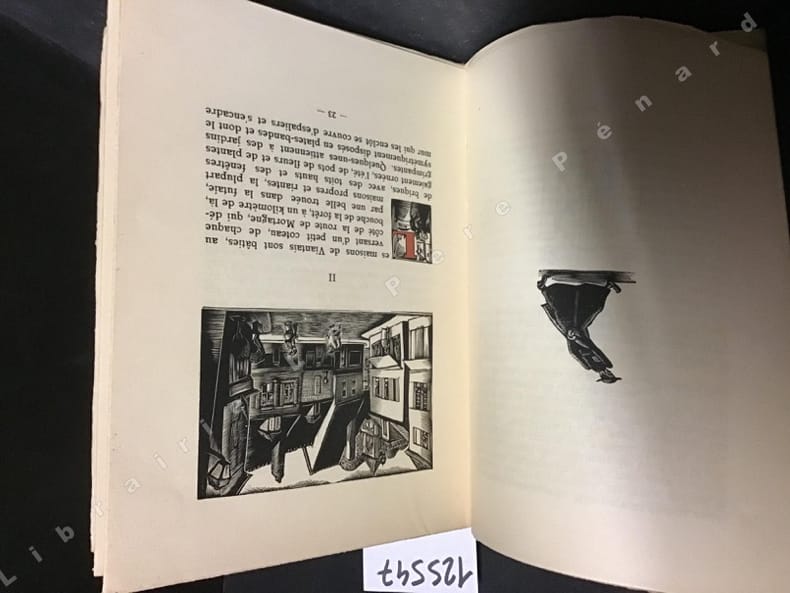 II
Les maisons de Viantais sont bâties, au
versant d'un petit coteau, de chaque
côté de la route de Mortagne, qui dé-
bouche de la forêt, à un kilomètre de là,
par une belle trouée dans la futaie,
maisons propres et riantes, la plupart
de briques, avec des toits hauts et des fenêtres
gaiement ornées, l'été, de pots de fleurs et de plantes
grimpantes. Quelques-unes attiennent à des jardins
symétriquement disposés en plates-bandes et dont le
mur qui les enclôt se couvre d'espaliers et s'encadre
— 23 —
125547
Librairie Pere Pénard